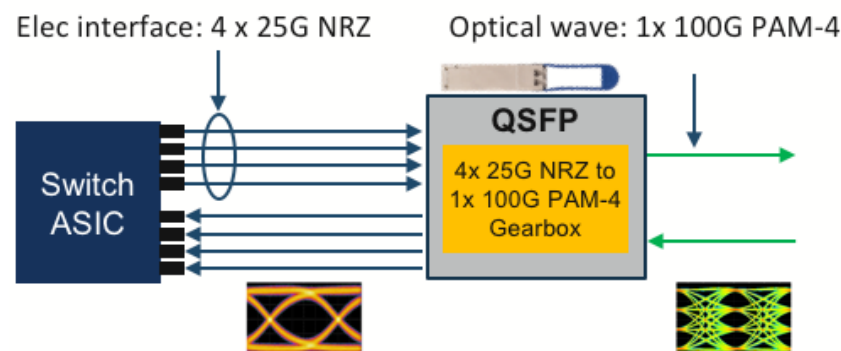 Elec interface: 4 x 25G NRZ
Optical wave: 1x 100G PAM-4
Switch
ASIC
QSFP
4x 25G NRZ to
1x 100G PAM-4
Gearbox